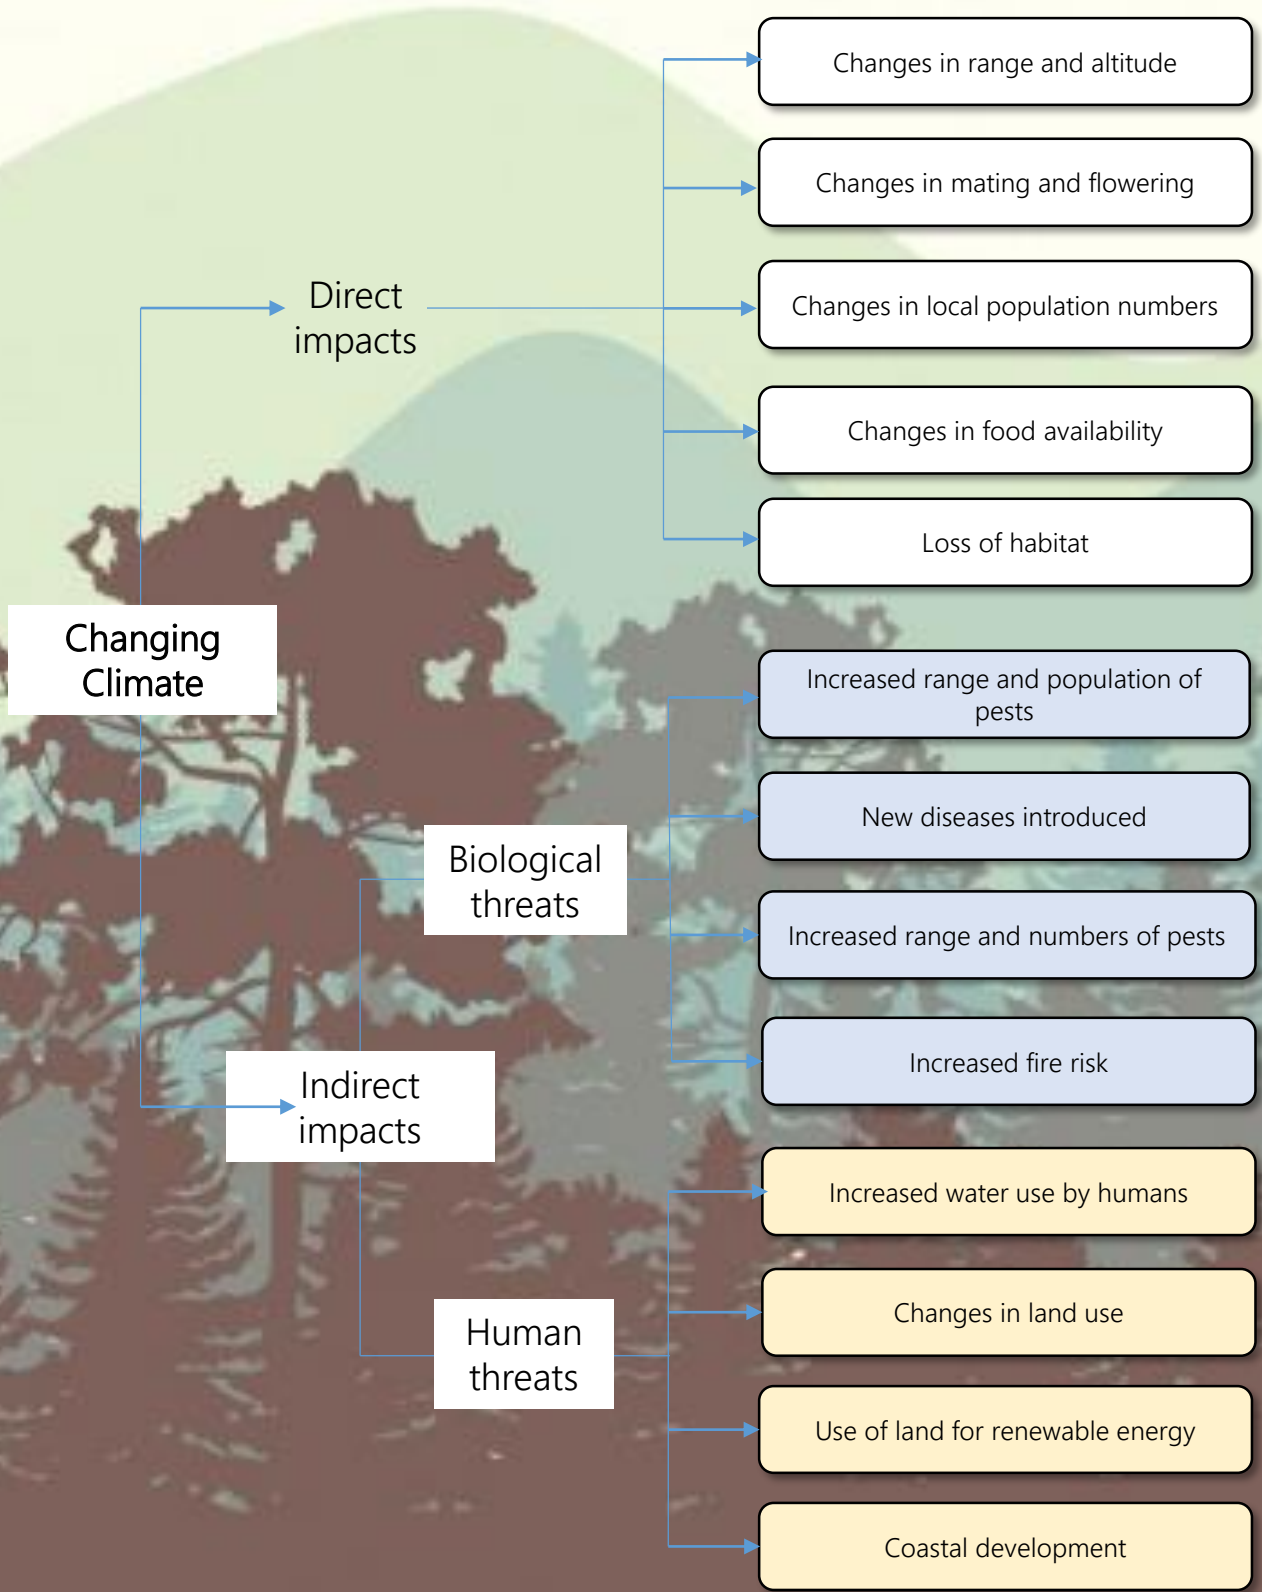 Changes in range and altitude
Changes in mating and flowering
Direct
impacts
Changes in local population numbers
Changes in food availability
Loss of habitat
Changing
Climate
Increased range and population of
pests
New diseases introduced
Biological
threats
Increased range and numbers of pests
Indirect
impacts
Increased fire risk
Increased water use by humans
Changes in land use
Human
threats
Use of land for renewable energy
Coastal development